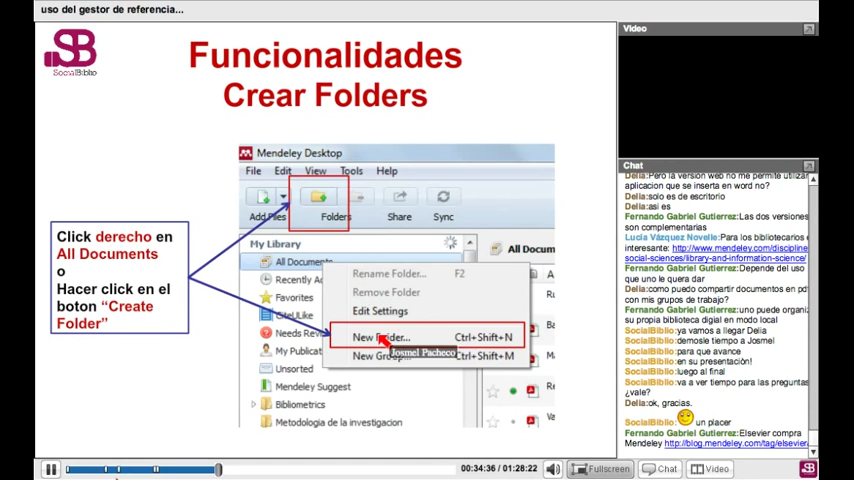 uso del gestor de referencia...
SB
SocialBiblio
Funcionalidades
Crear Folders
Click derecho en
All Documents
o
Hacer click en el
boton “Create
Folder”
Mendeley Desktop
File Edit View Tools Help
Add Files Folders Share Sync
My Library
All Documents
Recently
Favorites
CiteULike
Needs Rev
My Publicat
Unsorted
Mendeley Suggest
Bibliometrics
Metodologia de la investigacion
All Docum
Rename Folder... F2
Remove Folder
Edit Settings
New Folder... Ctrl+Shift+N
Josmel Pacheco
New Group... Ctrl+Shift+M
Video
Chat
Delia:Pero la version web no me permite utilizar
aplicacion que se inserta en word no?
Delia:solo es de escritorio
Delia:asi es
Fernando Gabriel Gutierrez:Las dos versiones
son complementarias
Lucía Vázquez Novelle:Para los bibliotecarios
interesante: http://www.mendeley.com/discipline
social-sciences/library-and-information-science/
Fernando Gabriel Gutierrez:Depende del uso
que uno le quera dar
Delia:como puedo compartir documentos en pd
con mis grupos de trabajo?
Fernando Gabriel Gutierrez:uno puede organiz
su propia biblioteca digital en modo local
SocialBiblio:ya vamos a llegar Delia
SocialBiblio:demosle tiempo a Josmel
SocialBiblio:para que avance
SocialBiblio:en su presentación!
SocialBiblio:luego al final
SocialBiblio:va a ver tiempo para las preguntas
¿vale?
Delia:ok, gracias.
SocialBiblio: un placer
Fernando Gabriel Gutierrez:Elsevier compra
Mendeley http://blog.mendeley.com/tag/elsevier/
00:34:36 / 01:28:22
Fullscreen Chat Video
SB